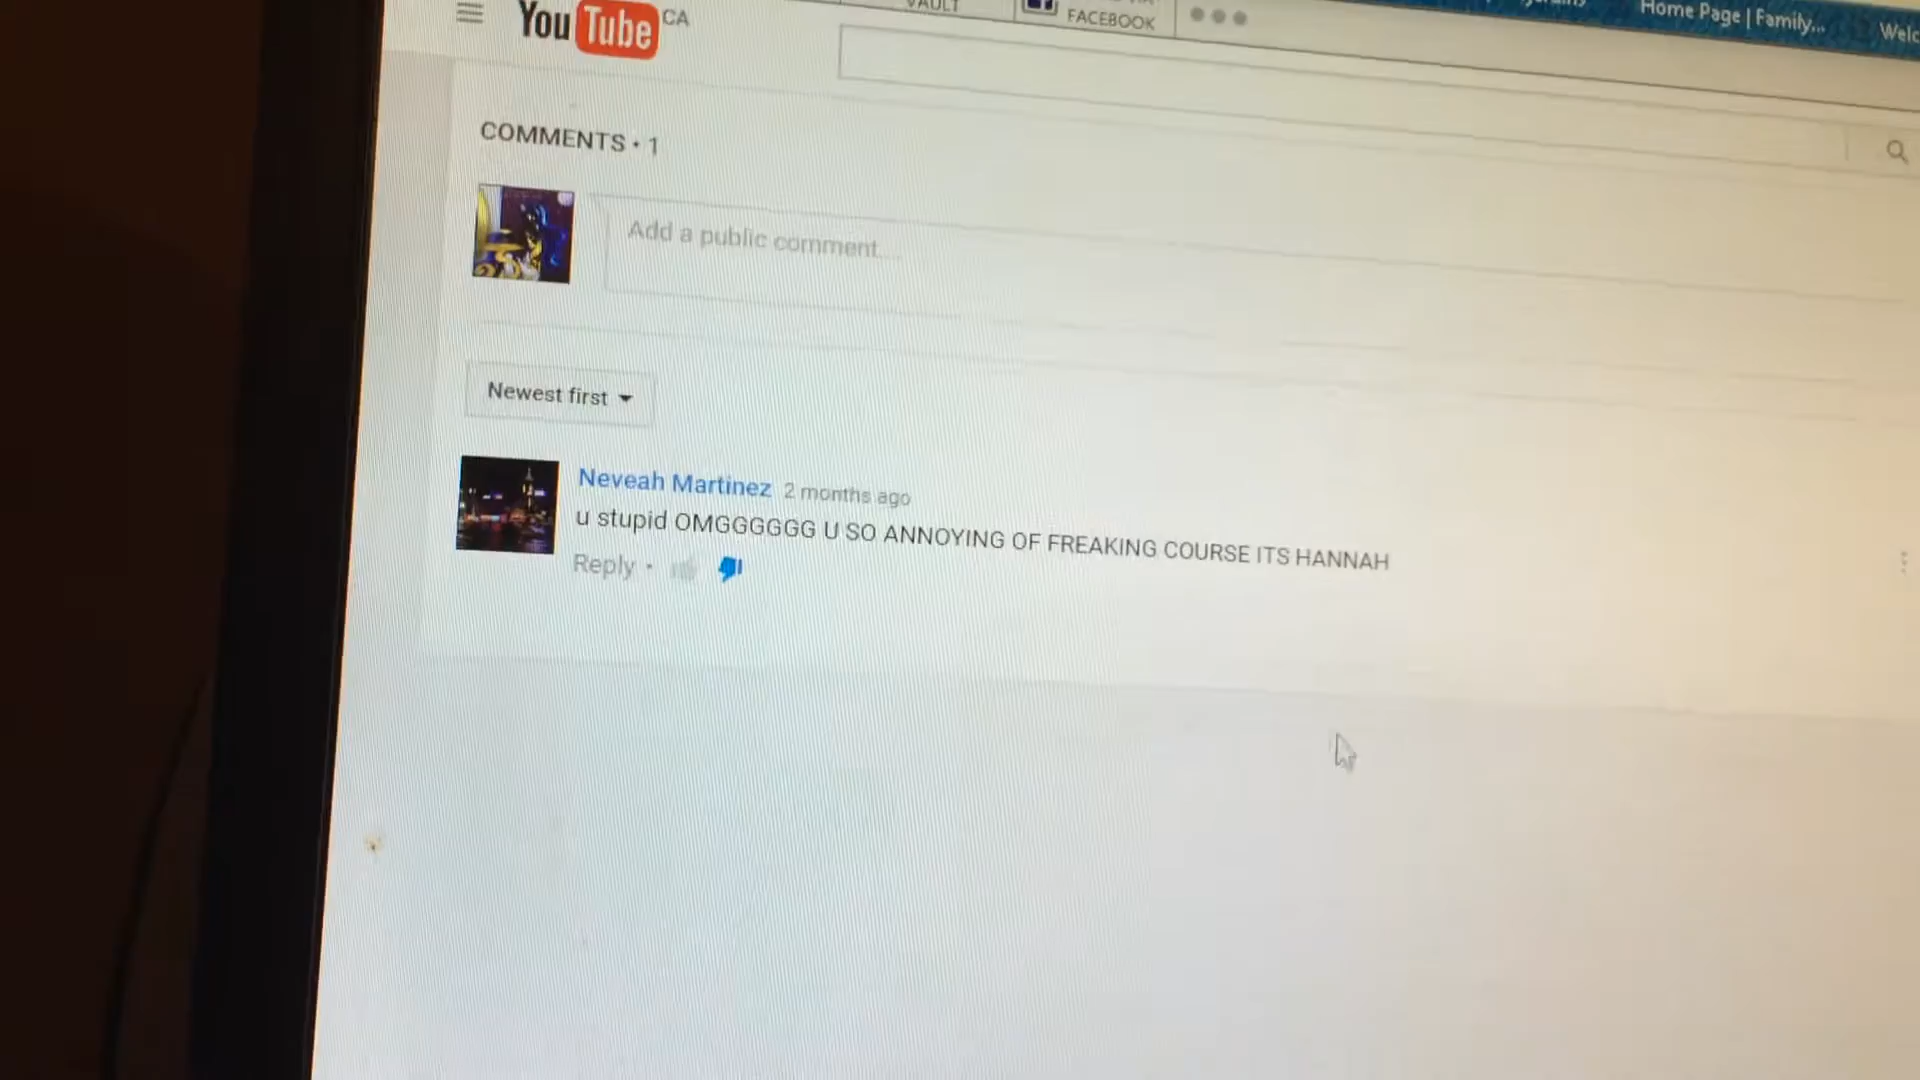 YouTube CA
FACEBOOK
Home Page | Family...
COMMENTS • 1
Add a public comment...
Newest first
Neveah Martinez 2 months ago
u stupid OMGGGGGG U SO ANNOYING OF FREAKING COURSE ITS HANNAH
Reply •